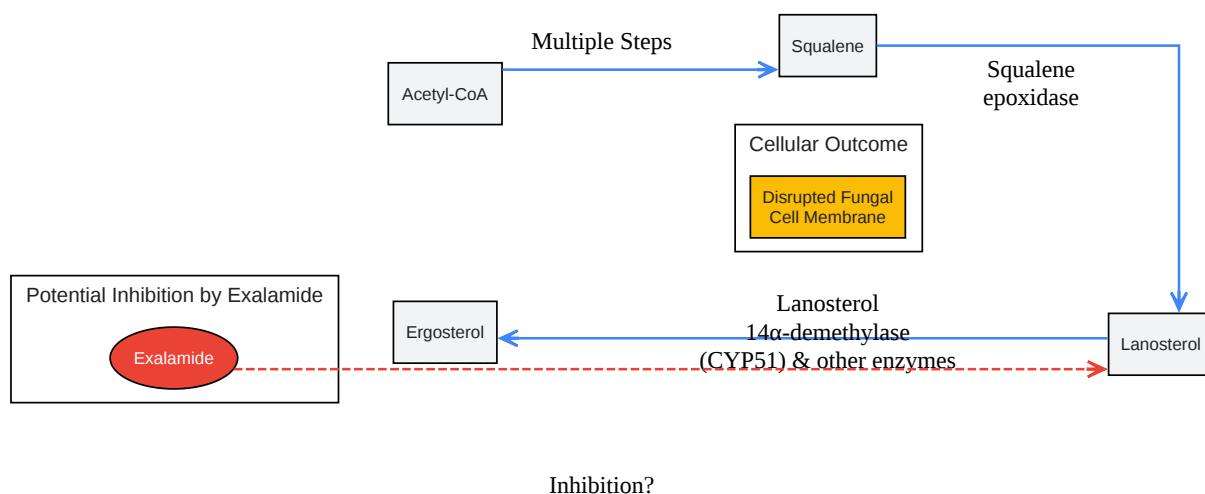 Multiple Steps
Squalene
Acetyl-CoA
Squalene
epoxidase
Cellular Outcome
Disrupted Fungal
Cell Membrane
Potential Inhibition by Exalamide
Exalamide
Ergosterol
Lanosterol
14α-demethylase
(CYP51) & other enzymes
Lanosterol
Inhibition?